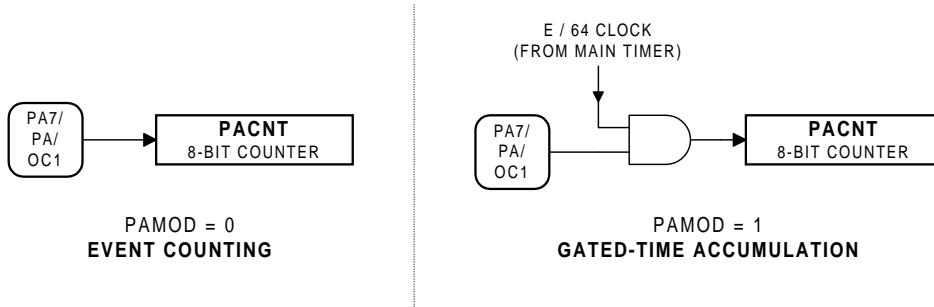 PA7/
PA/
OC1
PACNT
8-BIT COUNTER
PAMOD = 0
EVENT COUNTING
E / 64 CLOCK
(FROM MAIN TIMER)
PA7/
PA/
OC1
PACNT
8-BIT COUNTER
PAMOD = 1
GATED-TIME ACCUMULATION